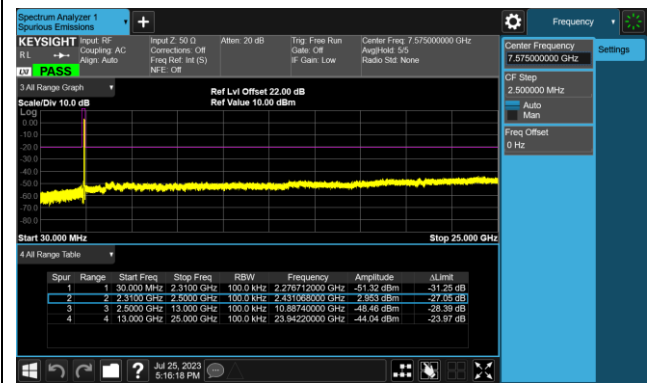 Spectrum Analyzer 1
Spurious Emissions
Frequency
KEYSIGHT Input: RF Input Z: 50 Ω Atten: 20 dB Trig: Free Run Center Freq: 7.575000000 GHz
RL Coupling: AC Corrections: Off Gate: Off Avg|Hold: 5/5
Align: Auto Freq Ref: Int (S) IF Gain: Low Radio Std: None
LXI PASS NFE: Off
Center Frequency
7.575000000 GHz
Settings
CF Step
2.500000 MHz
Auto
Man
Freq Offset
0 Hz
3 All Range Graph
Ref Lvl Offset 22.00 dB
Scale/Div 10.0 dB Ref Value 10.00 dBm
Log
0.00
-10.0
-20.0
-30.0
-40.0
-50.0
-60.0
-70.0
-80.0
Start 30.000 MHz Stop 25.000 GHz
4 All Range Table
Spur Range Start Freq Stop Freq RBW Frequency Amplitude ΔLimit
1 1 30.000 MHz 2.3100 GHz 100.0 kHz 2.276712000 GHz -51.32 dBm -31.25 dB
2 2 2.3100 GHz 2.5000 GHz 100.0 kHz 2.431068000 GHz 2.953 dBm -27.05 dB
3 3 2.5000 GHz 13.000 GHz 100.0 kHz 10.88740000 GHz -48.46 dBm -28.39 dB
4 4 13.000 GHz 25.000 GHz 100.0 kHz 23.94220000 GHz -44.04 dBm -23.97 dB
Jul 25, 2023
5:16:18 PM